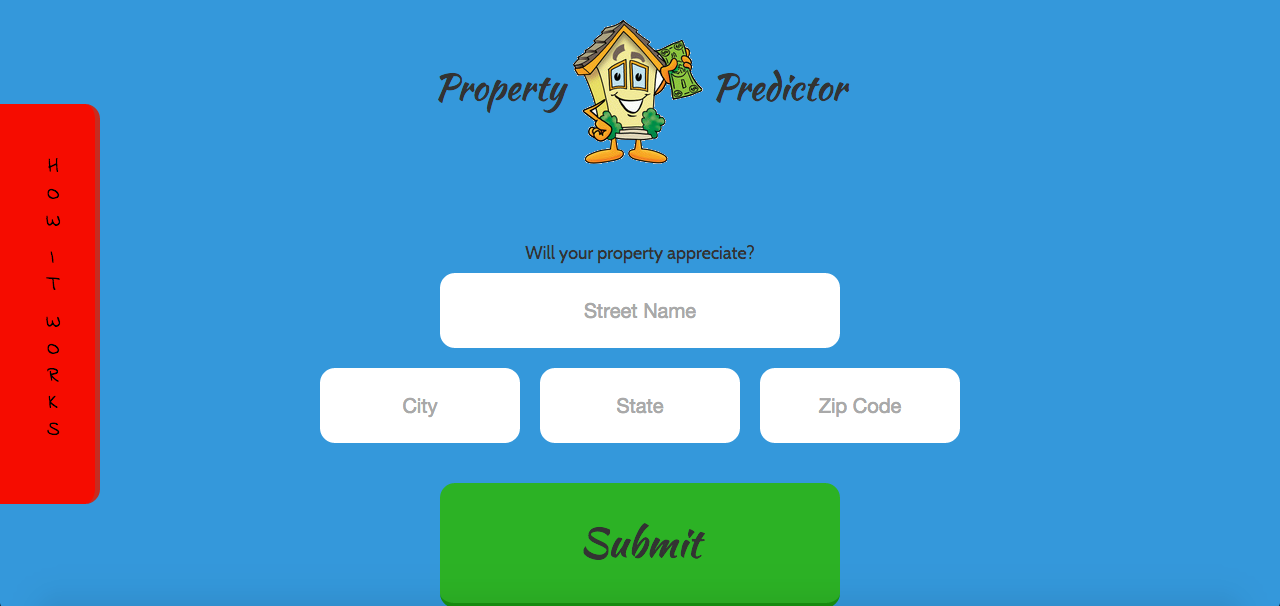 Property Predictor
HOW IT WORKS
Will your property appreciate?
Street Name
City State Zip Code
Submit